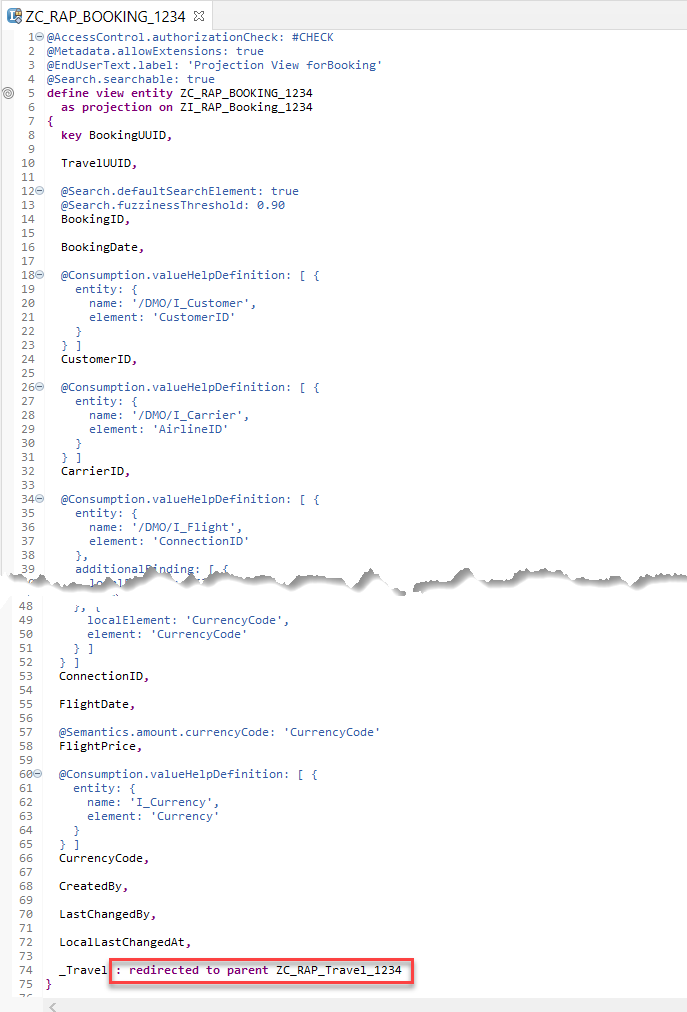 ZC_RAP_BOOKING_1234
1 @AccessControl.authorizationCheck: #CHECK
2 @Metadata.allowExtensions: true
3 @EndUserText.label: 'Projection View forBooking'
4 @Search.searchable: true
5 define view entity ZC_RAP_BOOKING_1234
6 as projection on ZI_RAP_Booking_1234
7 {
8 key BookingUUID,
9
10 TravelUUID,
11
12 @Search.defaultSearchElement: true
13 @Search.fuzzinessThreshold: 0.90
14 BookingID,
15
16 BookingDate,
17
18 @Consumption.valueHelpDefinition: [ {
19 entity: {
20 name: '/DMO/I_Customer',
21 element: 'CustomerID'
22 }
23 } ]
24 CustomerID,
25
26 @Consumption.valueHelpDefinition: [ {
27 entity: {
28 name: '/DMO/I_Carrier',
29 element: 'AirlineID'
30 }
31 } ]
32 CarrierID,
33
34 @Consumption.valueHelpDefinition: [ {
35 entity: {
36 name: '/DMO/I_Flight',
37 element: 'ConnectionID'
38 },
39 additionalBinding: [ {
48 }, {
49 localElement: 'CurrencyCode',
50 element: 'CurrencyCode'
51 } ]
52 } ]
53 ConnectionID,
54
55 FlightDate,
56
57 @Semantics.amount.currencyCode: 'CurrencyCode'
58 FlightPrice,
59
60 @Consumption.valueHelpDefinition: [ {
61 entity: {
62 name: 'I_Currency',
63 element: 'Currency'
64 }
65 } ]
66 CurrencyCode,
67
68 CreatedBy,
69
70 LastChangedBy,
71
72 LocalLastChangedAt,
73
74 _Travel : redirected to parent ZC_RAP_Travel_1234
75 }